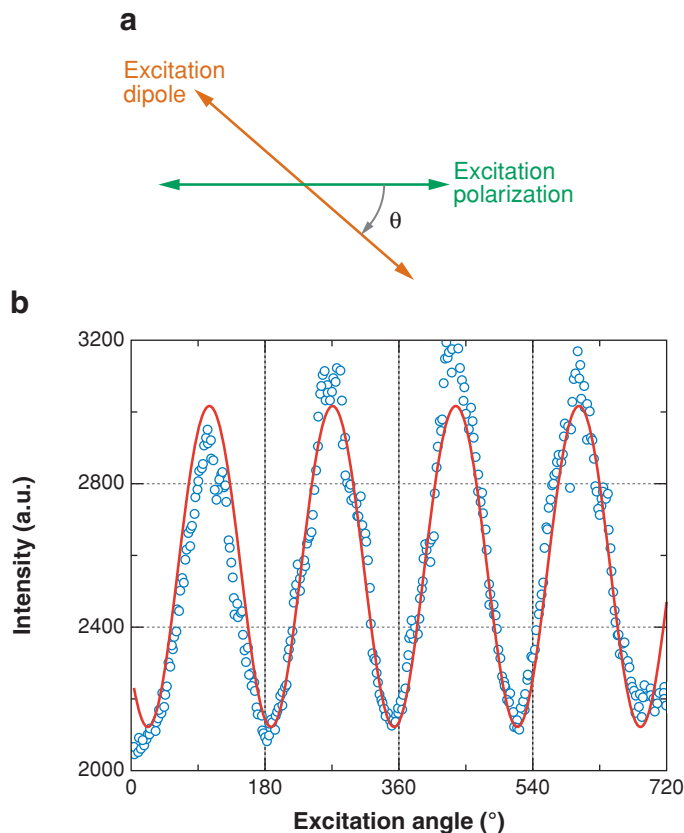 a
Excitation
dipole
Excitation
polarization
θ
b
3200
2800
2400
2000
Intensity (a.u.)
0 180 360 540 720
Excitation angle (°)